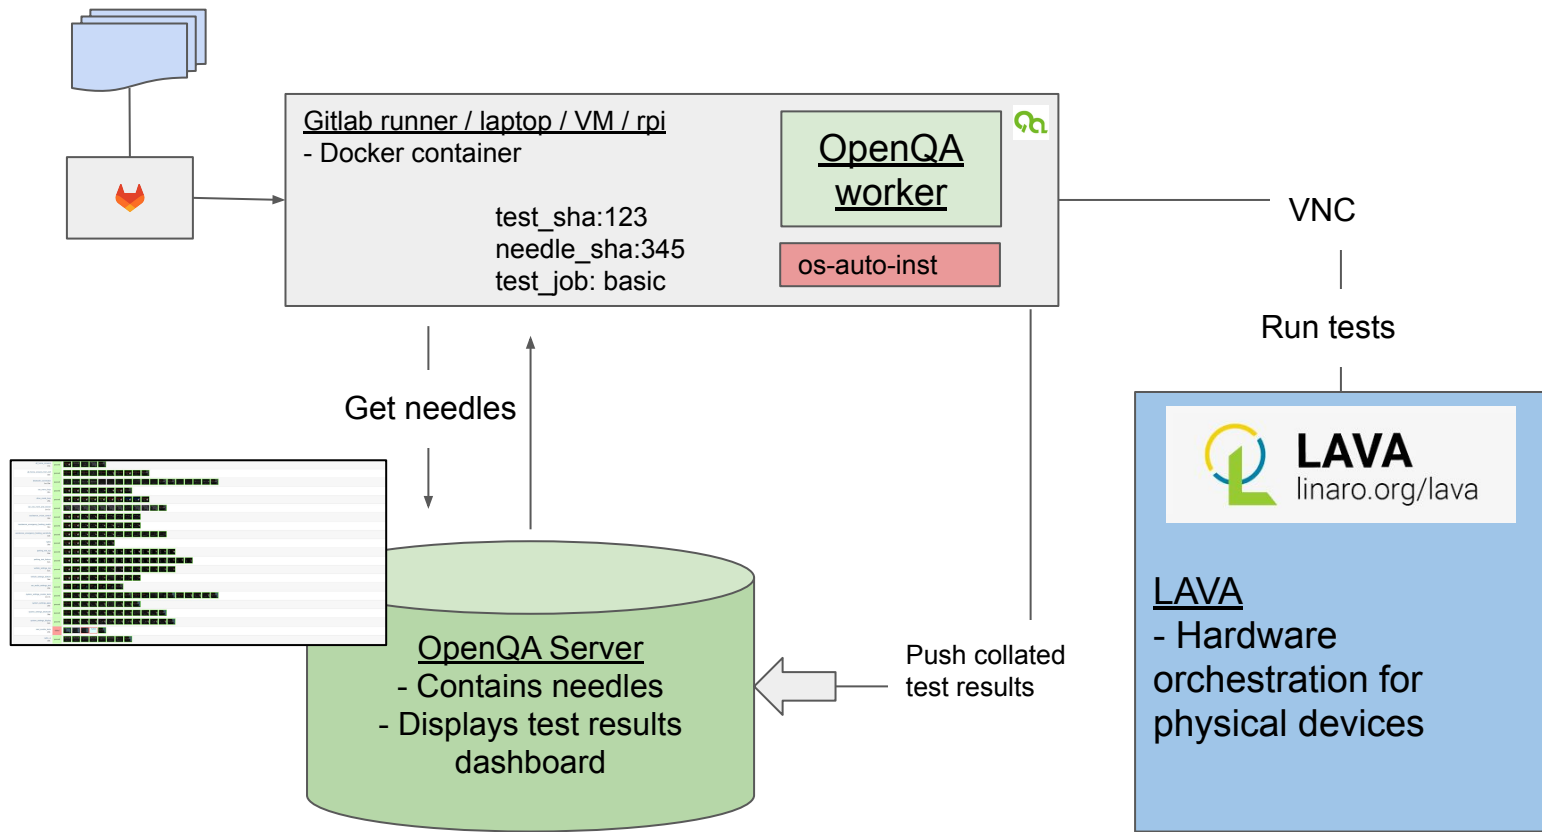 Gitlab runner / laptop / VM / rpi
- Docker container
test_sha:123
needle_sha:345
test_job: basic
OpenQA
worker
os-auto-inst
VNC
Run tests
Get needles
LAVA
linaro.org/lava
LAVA
- Hardware
orchestration for
physical devices
OpenQA Server
- Contains needles
- Displays test results
dashboard
Push collated
test results